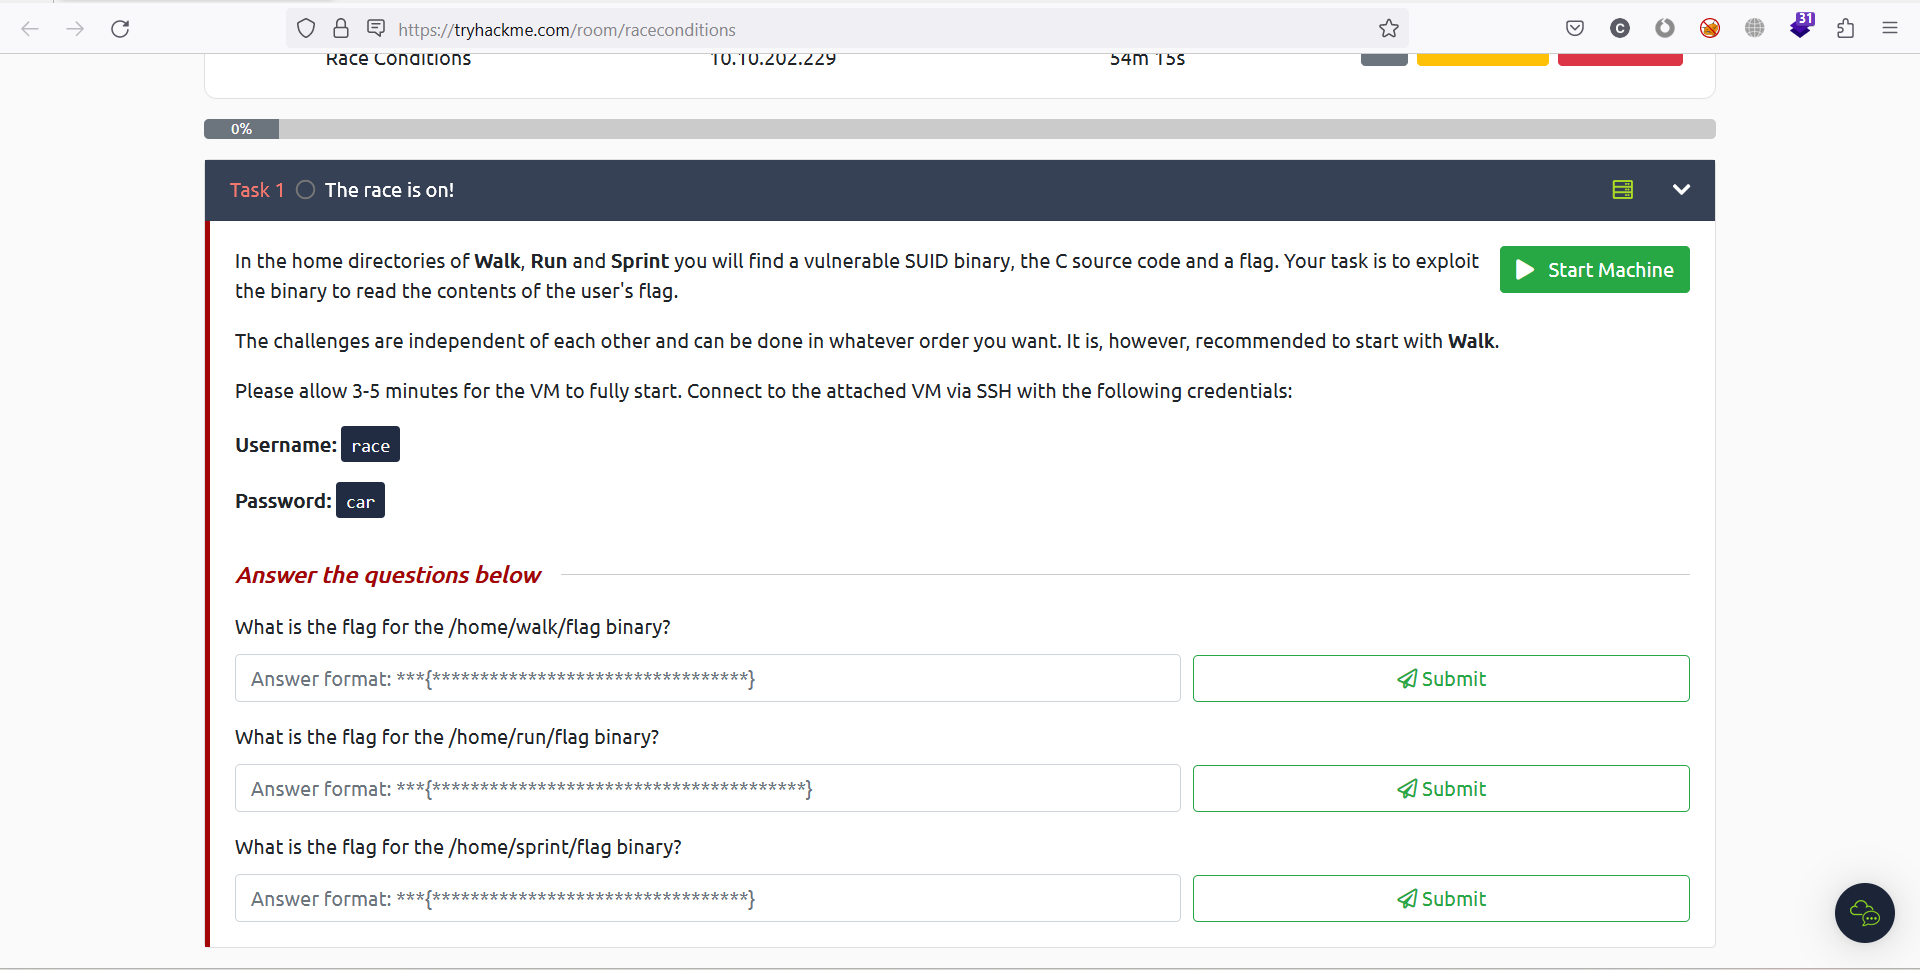 https://tryhackme.com/room/raceconditions
31
Race Conditions 10.10.202.229 54m 15s
0%
Task 1 The race is on!
In the home directories of Walk, Run and Sprint you will find a vulnerable SUID binary, the C source code and a flag. Your task is to exploit
the binary to read the contents of the user's flag.
Start Machine
The challenges are independent of each other and can be done in whatever order you want. It is, however, recommended to start with Walk.
Please allow 3-5 minutes for the VM to fully start. Connect to the attached VM via SSH with the following credentials:
Username: race
Password: car
Answer the questions below
What is the flag for the /home/walk/flag binary?
Answer format: ***{*********************************} Submit
What is the flag for the /home/run/flag binary?
Answer format: ***{***************************************} Submit
What is the flag for the /home/sprint/flag binary?
Answer format: ***{*********************************} Submit